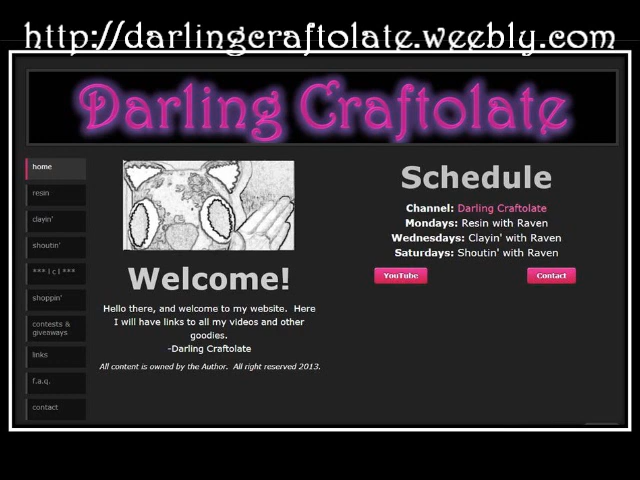 http://darlingcraftolate.weebly.com
Darling Craftolate
home
resin
clayin'
shoutin'
*** l c l ***
shoppin'
contests &
giveaways
links
f.a.q.
contact
Welcome!
Hello there, and welcome to my website. Here
I will have links to all my videos and other
goodies.
-Darling Craftolate
All content is owned by the Author. All right reserved 2013.
Schedule
Channel: Darling Craftolate
Mondays: Resin with Raven
Wednesdays: Clayin' with Raven
Saturdays: Shoutin' with Raven
YouTube
Contact